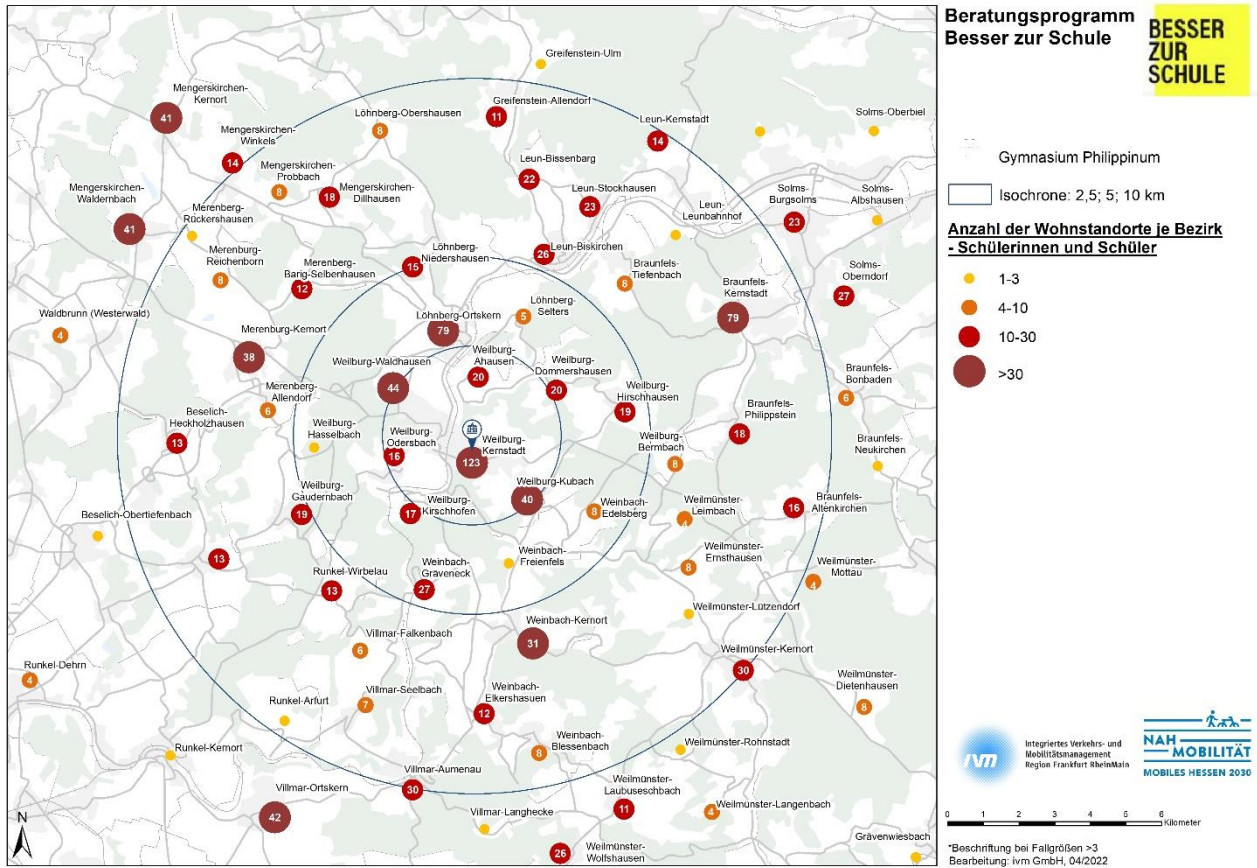 Beratungsprogramm
Besser zur Schule
BESSER
ZUR
SCHULE
Gymnasium Philippinum
Isochrone: 2,5; 5; 10 km
Anzahl der Wohnstandorte je Bezirk
- Schülerinnen und Schüler
1-3
4-10
10-30
>30
Greifenstein-Ulm
Mengerskirchen-
Kernort
41
Löhnberg-Obershausen
8
Greifenstein-Allendorf
11
Leun-Kernstadt
14
Solms-Oberbiel
Mengerskirchen-
Winkels
14
Mengerskirchen-
Probbach
8
Mengerskirchen-
Dillhausen
18
Leun-Bissenbarg
22
Leun-Stockhausen
23
Leun-
Leunbahnhof
Solms-
Burgsolms
23
Solms-
Albshausen
Mengerskirchen-
Waldernbach
41
Merenberg-
Rückershausen
Merenburg-
Reichenborn
8
Merenberg-
Barig-Selbenhausen
12
Löhnberg-
Niedershausen
15
Leun-Biskirchen
26
Braunfels-
Tiefenbach
8
Braunfels-
Kernstadt
79
Solms-
Oberndorf
27
Waldbrunn (Westerwald)
4
Merenburg-Kernort
38
Löhnberg-Ortskern
79
Löhnberg-
Selters
5
Weilburg-Waldhausen
44
Weilburg-
Ahausen
20
Weilburg-
Dommershausen
20
Weilburg-
Hirschhausen
19
Braunfels-
Bonbaden
6
Merenberg-
Allendorf
6
Beselich-
Heckholzhausen
13
Weilburg-
Hasselbach
Weilburg-
Odersbach
16
Weilburg-
Kernstadt
123
Weilburg-
Bermbach
8
Braunfels-
Philippstein
18
Braunfels-
Neukirchen
Weilburg-
Gaudernbach
19
Weilburg-
Kirschhofen
17
Weilburg-Kubach
40
Weinbach-
Edelsberg
8
Weilmünster-
Leimbach
4
Braunfels-
Altenkirchen
16
Beselich-Obertiefenbach
13
Runkel-Wirbelau
13
Weinbach-
Gräveneck
27
Weinbach-
Freienfels
Weilmünster-
Ernsthausen
8
Weilmünster-
Mottau
4
Weilmünster-Lützendorf
Villmar-Falkenbach
6
Weinbach-Kernort
31
Weilmünster-Kernort
30
Runkel-Dehrn
4
Villmar-Seelbach
7
Weinbach-
Elkershasuen
12
Weilmünster-
Dietenhausen
8
Runkel-Arfurt
Runkel-Kernort
Weinbach-
Blessenbach
8
Weilmünster-Rohnstadt
Villmar-Aumenau
30
Villmar-Ortskern
42
Villmar-Langhecke
Weilmünster-
Laubuseschbach
11
Weilmünster-Langenbach
4
Weilmünster-
Wolfshausen
26
Grävenwiesbach
N
ivm
Integriertes Verkehrs- und
Mobilitätsmanagement
Region Frankfurt RheinMain
NAH
MOBILITÄT
MOBILES HESSEN 2030
0 1 2 3 4 5 6
Kilometer
*Beschriftung bei Fallgrößen >3
Bearbeitung: ivm GmbH, 04/2022